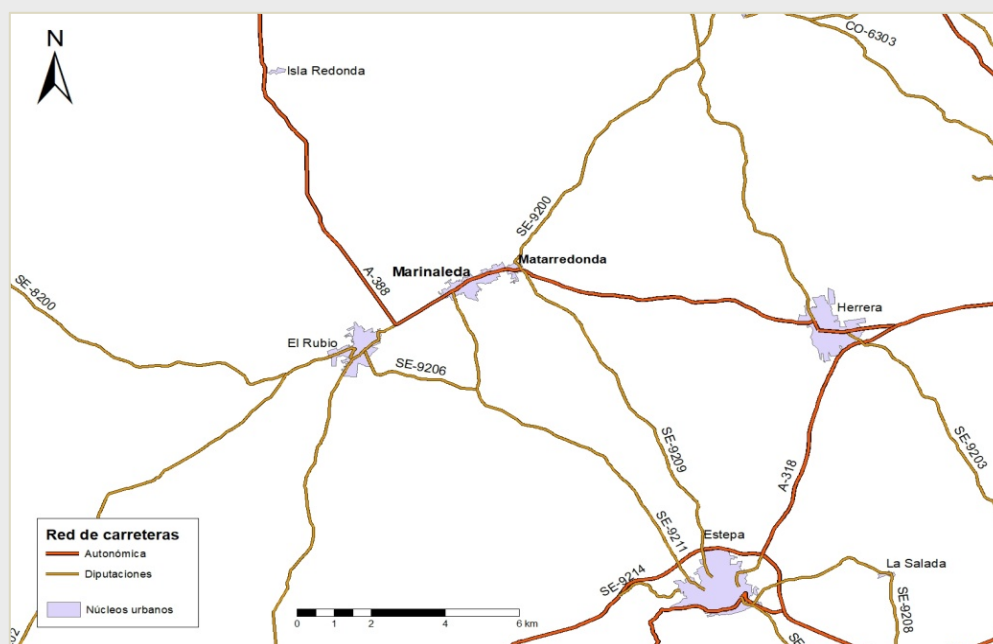 N
CO-6303
Isla Redonda
SE-9200
Matarredonda
Marinaleda
A-388
SE-8200
Herrera
El Rubio
SE-9206
SE-9203
SE-9209
A-318
Red de carreteras
Autonómica
Diputaciones
Núcleos urbanos
SE-9211
Estepa
La Salada
SE-9214
SE-9208
0 1 2 4 6 km